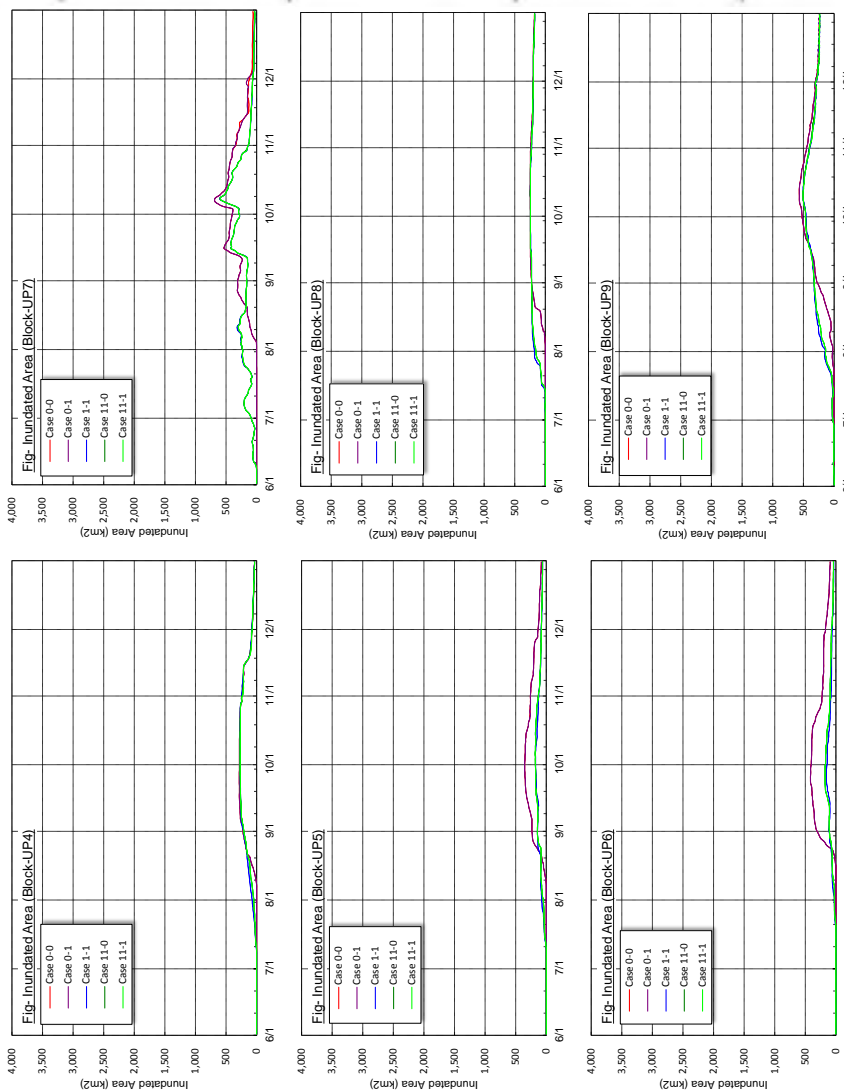 Fig- Inundated Area (Block-UP4)
4,000
3,500
3,000
2,500
2,000
1,500
1,000
500
0
Inundated Area (km2)
Case 0-0
Case 0-1
Case 1-1
Case 11-0
Case 11-1
6/1
7/1
8/1
9/1
10/1
11/1
12/1
Fig- Inundated Area (Block-UP7)
4,000
3,500
3,000
2,500
2,000
1,500
1,000
500
0
Inundated Area (km2)
Case 0-0
Case 0-1
Case 1-1
Case 11-0
Case 11-1
6/1
7/1
8/1
9/1
10/1
11/1
12/1
Fig- Inundated Area (Block-UP5)
4,000
3,500
3,000
2,500
2,000
1,500
1,000
500
0
Inundated Area (km2)
Case 0-0
Case 0-1
Case 1-1
Case 11-0
Case 11-1
6/1
7/1
8/1
9/1
10/1
11/1
12/1
Fig- Inundated Area (Block-UP8)
4,000
3,500
3,000
2,500
2,000
1,500
1,000
500
0
Inundated Area (km2)
Case 0-0
Case 0-1
Case 1-1
Case 11-0
Case 11-1
6/1
7/1
8/1
9/1
10/1
11/1
12/1
Fig- Inundated Area (Block-UP6)
4,000
3,500
3,000
2,500
2,000
1,500
1,000
500
0
Inundated Area (km2)
Case 0-0
Case 0-1
Case 1-1
Case 11-0
Case 11-1
6/1
7/1
8/1
9/1
10/1
11/1
12/1
Fig- Inundated Area (Block-UP9)
4,000
3,500
3,000
2,500
2,000
1,500
1,000
500
0
Inundated Area (km2)
Case 0-0
Case 0-1
Case 1-1
Case 11-0
Case 11-1